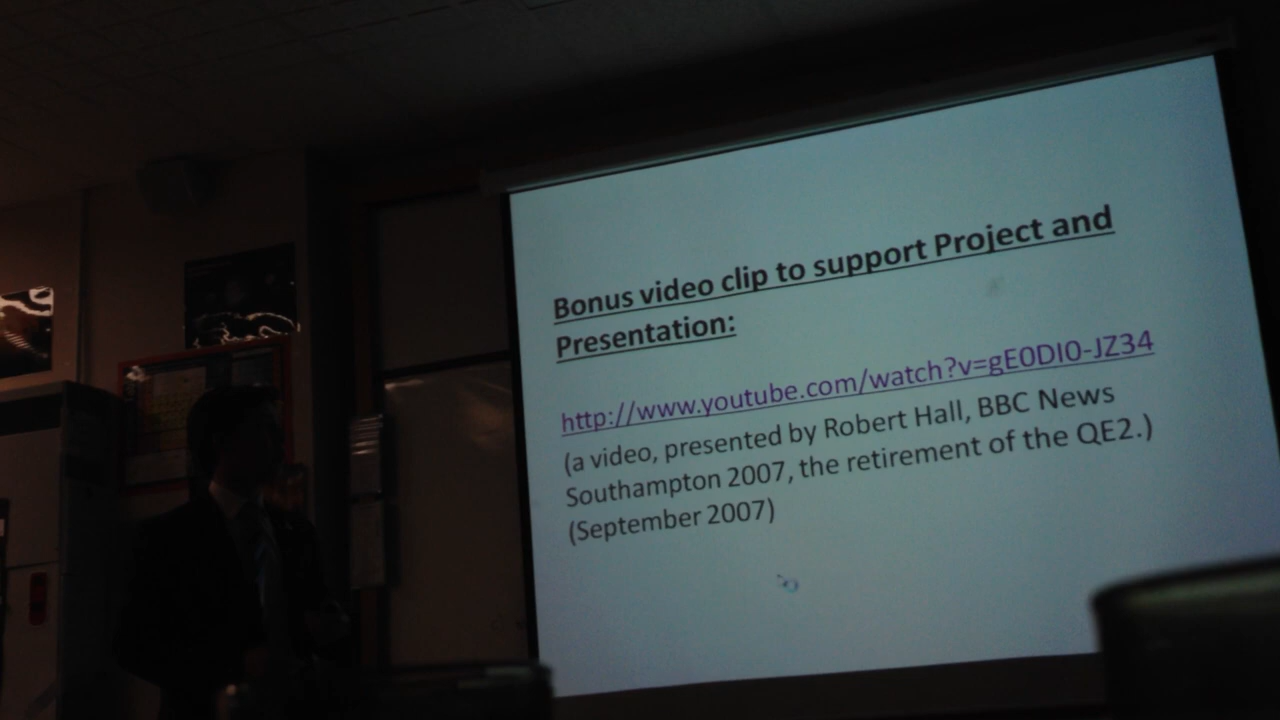 Bonus video clip to support Project and
Presentation:
http://www.youtube.com/watch?v=gE0DI0-JZ34
(a video, presented by Robert Hall, BBC News
Southampton 2007, the retirement of the QE2.)
(September 2007)